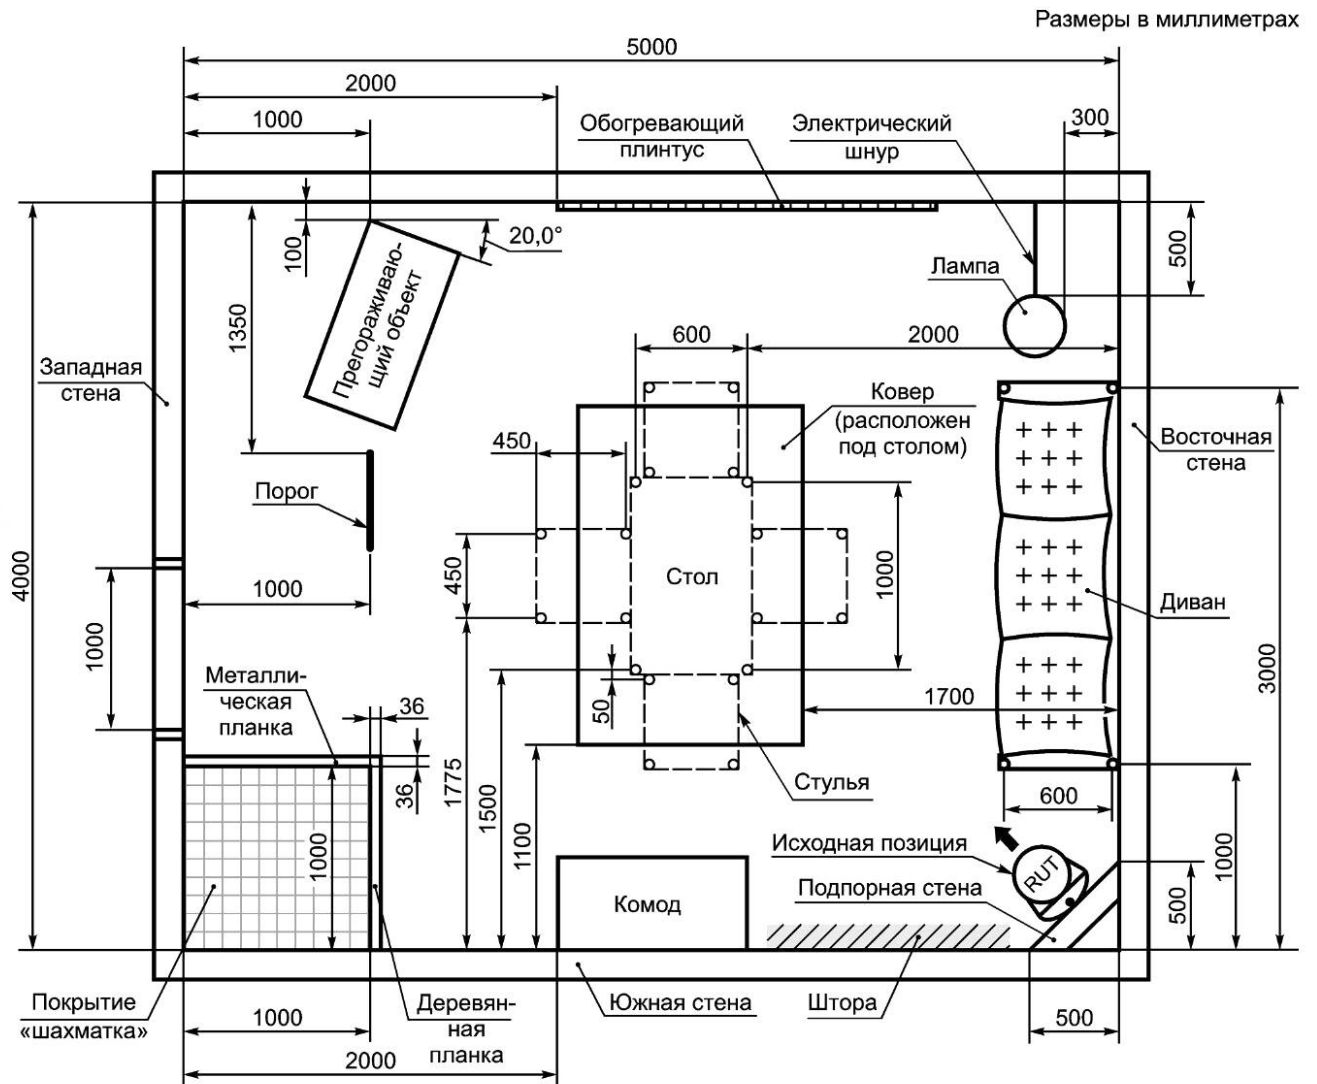 Размеры в миллиметрах
5000
2000
1000
Обогревающий
плинтус
Электрический
шнур
300
100
20,0°
500
Прегораживаю-
щий объект
Лампа
1350
600
2000
Западная
стена
Ковер
(расположен
под столом)
450
Восточная
стена
Порог
4000
1000
450
Стол
1000
Диван
1000
3000
Металли-
ческая
планка
36
36
50
1700
1775
1500
1100
Стулья
600
1000
Исходная позиция
RUT
1000
Подпорная стена
500
Комод
Покрытие
«шахматка»
1000
Деревян-
ная
планка
Южная стена
Штора
500
2000